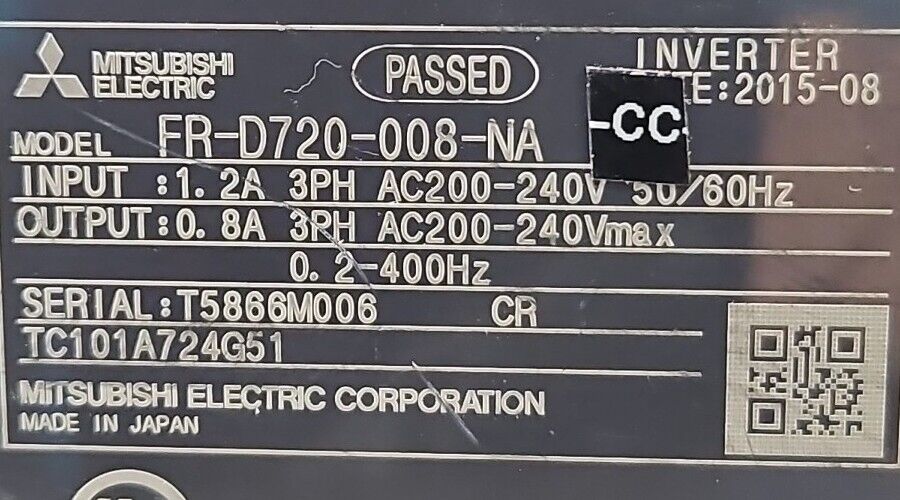 MITSUBISHI
ELECTRIC
PASSED
INVERTER
E:2015-08
-CC
MODEL FR-D720-008-NA
INPUT :1.2A 3PH AC200-240V 50/60Hz
OUTPUT:0.8A 3PH AC200-240Vmax
0.2-400Hz
SERIAL:T5866M006 CR
TC101A724G51
MITSUBISHI ELECTRIC CORPORATION
MADE IN JAPAN